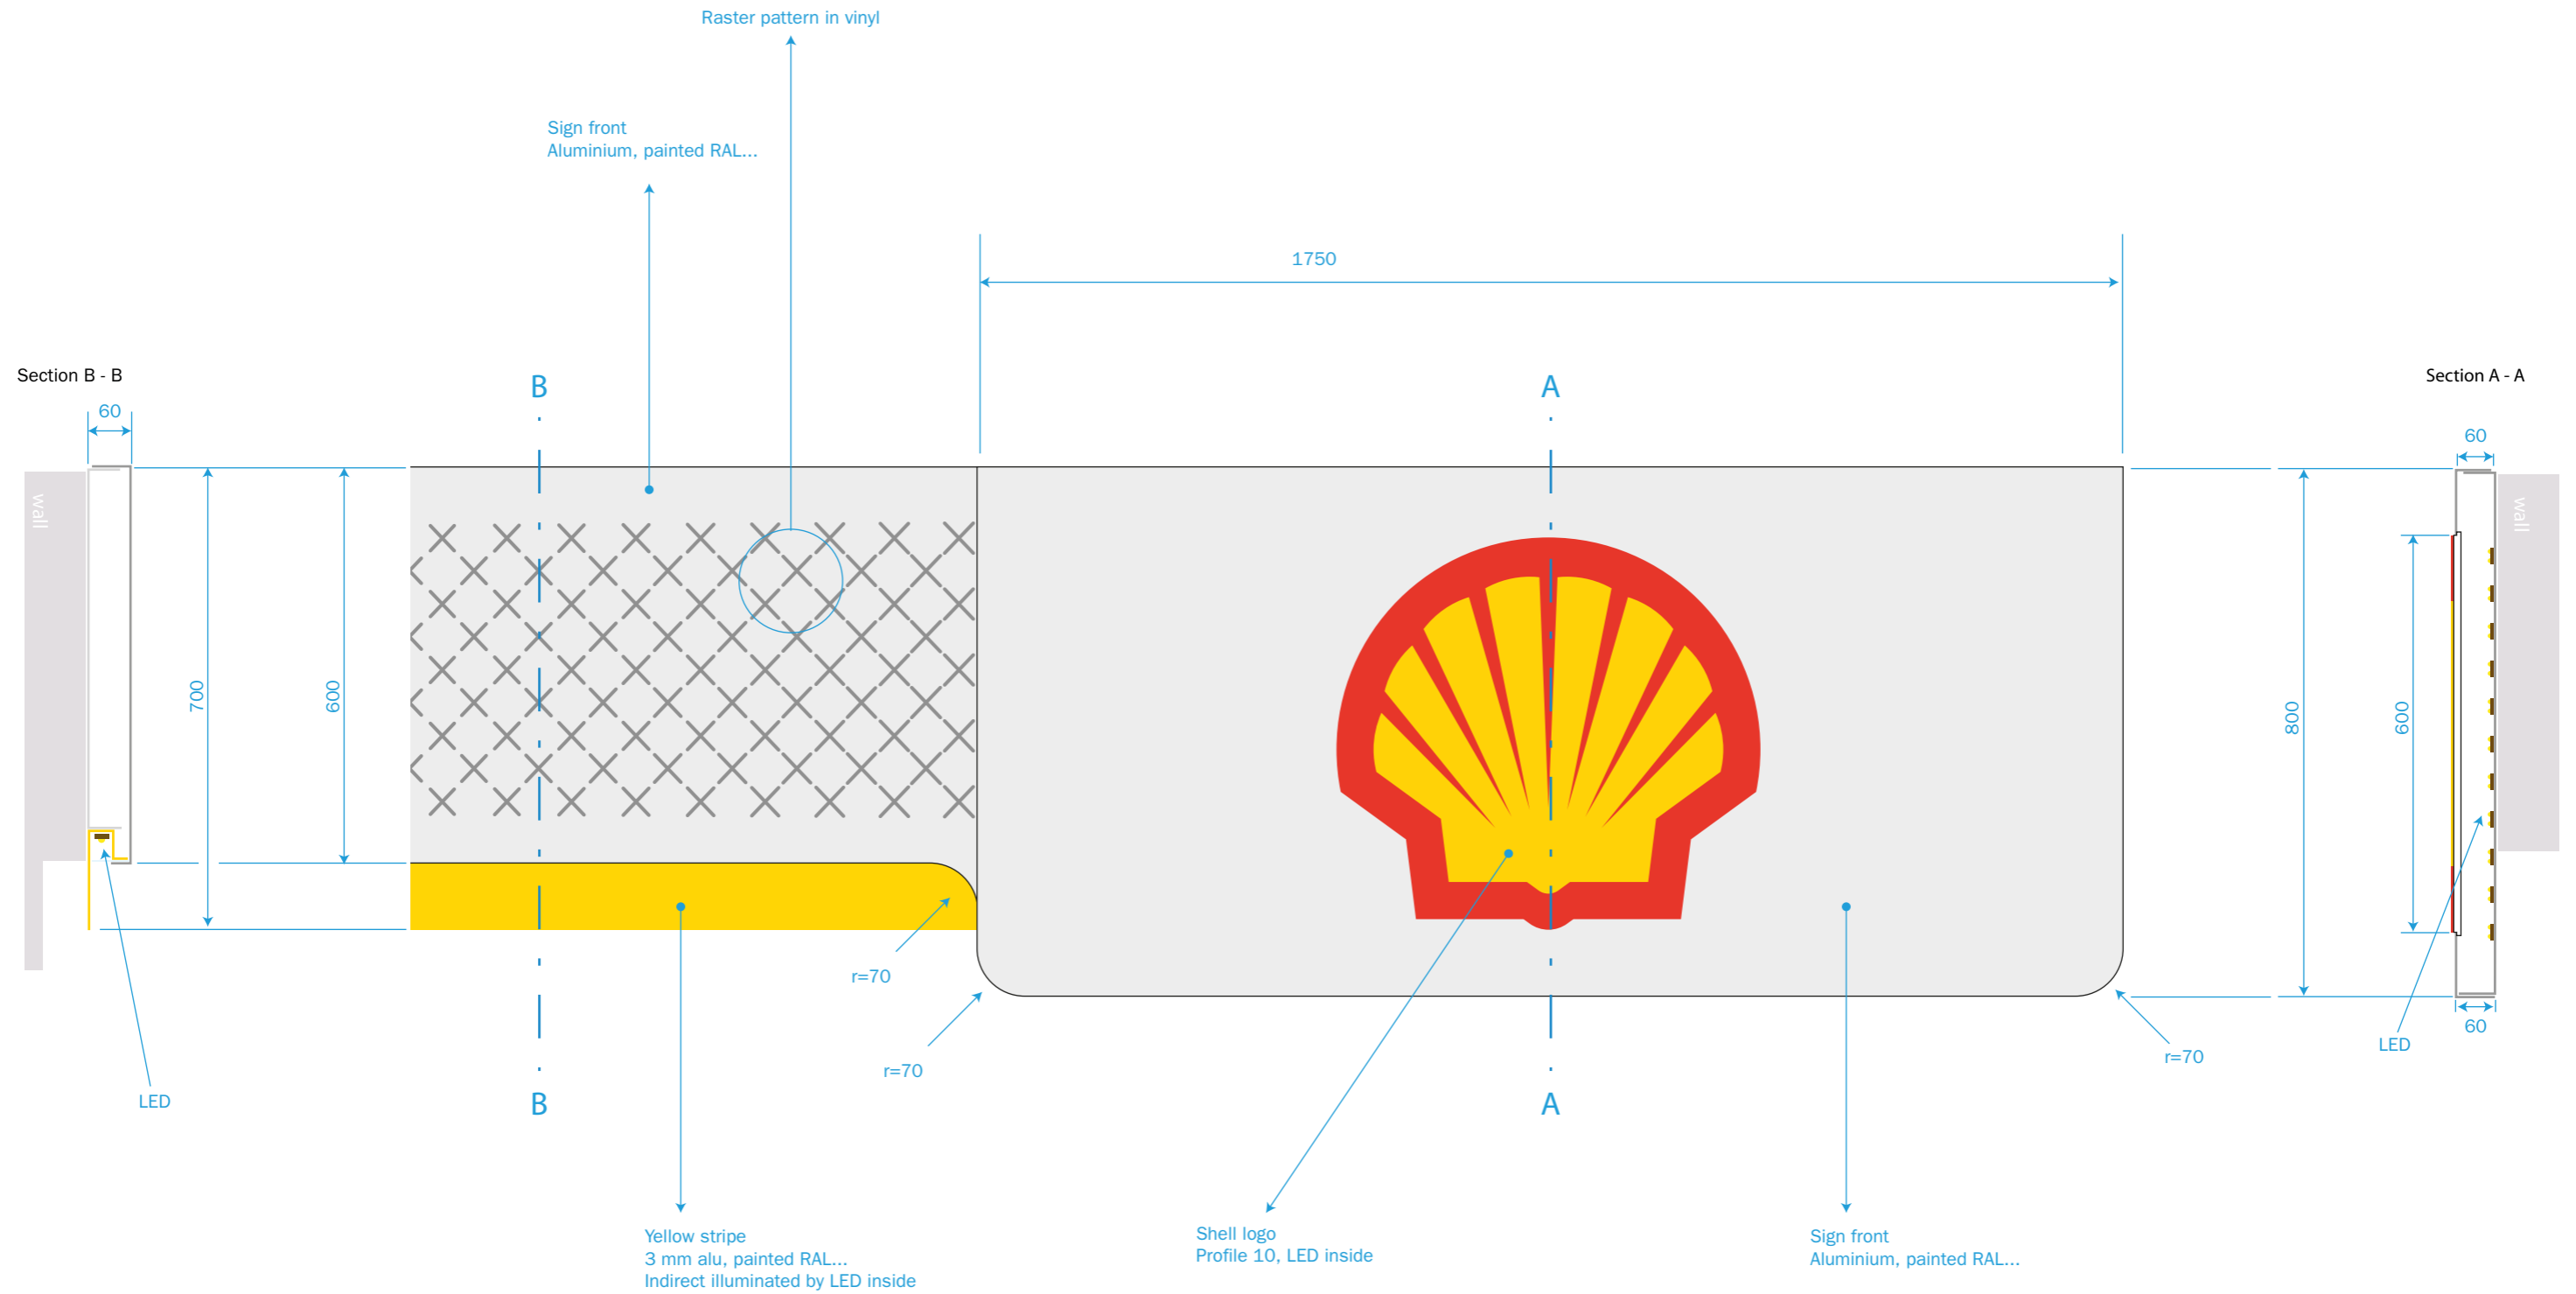 Raster pattern in vinyl
Sign front
Aluminium, painted RAL...
1750
Section B - B
B
A
Section A - A
60
60
wall
wall
700
600
800
600
r=70
r=70
r=70
60
LED
LED
B
A
Yellow stripe
3 mm alu, painted RAL...
Indirect illuminated by LED inside
Shell logo
Profile 10, LED inside
Sign front
Aluminium, painted RAL...